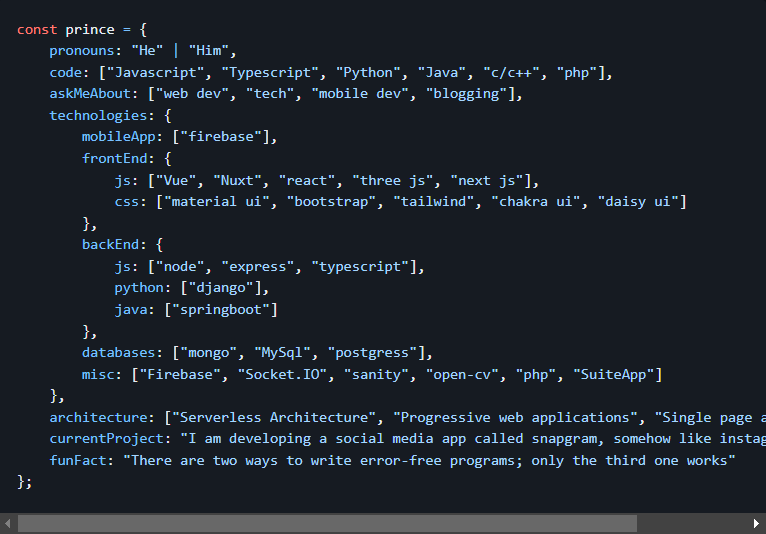 const prince = {
pronouns: "He" | "Him",
code: ["Javascript", "Typescript", "Python", "Java", "c/c++", "php"],
askMeAbout: ["web dev", "tech", "mobile dev", "blogging"],
technologies: {
mobileApp: ["firebase"],
frontEnd: {
js: ["Vue", "Nuxt", "react", "three js", "next js"],
css: ["material ui", "bootstrap", "tailwind", "chakra ui", "daisy ui"]
},
backEnd: {
js: ["node", "express", "typescript"],
python: ["django"],
java: ["springboot"]
},
databases: ["mongo", "MySql", "postgress"],
misc: ["Firebase", "Socket.IO", "sanity", "open-cv", "php", "SuiteApp"]
},
architecture: ["Serverless Architecture", "Progressive web applications", "Single page
currentProject: "I am developing a social media app called snapgram, somehow like
funFact: "There are two ways to write error-free programs; only the third one works"
};